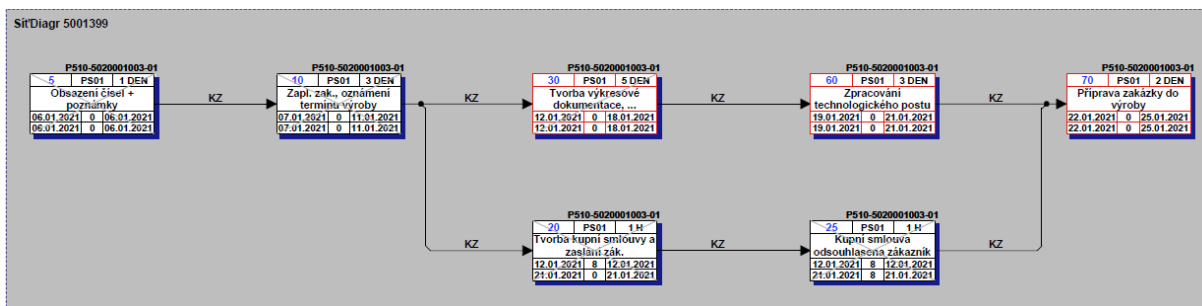 SíťDiagr 5001399
P510-5020001003-01
5 PS01 1 DEN
Obsazení čísel +
poznámky
06.01.2021 0 06.01.2021
06.01.2021 0 06.01.2021
KZ
P510-5020001003-01
10 PS01 3 DEN
Zapl. zak., oznámení
termínu výroby
07.01.2021 0 11.01.2021
07.01.2021 0 11.01.2021
KZ
P510-5020001003-01
30 PS01 5 DEN
Tvorba výkresové
dokumentace, ...
12.01.2021 0 18.01.2021
12.01.2021 0 18.01.2021
KZ
P510-5020001003-01
60 PS01 3 DEN
Zpracování
technologického postu
19.01.2021 0 21.01.2021
19.01.2021 0 21.01.2021
KZ
P510-5020001003-01
70 PS01 2 DEN
Příprava zakázky do
výroby
22.01.2021 0 25.01.2021
22.01.2021 0 25.01.2021
KZ
P510-5020001003-01
20 PS01 1 H
Tvorba kupní smlouvy a
zaslání zák.
12.01.2021 8 12.01.2021
21.01.2021 0 21.01.2021
KZ
P510-5020001003-01
25 PS01 1 H
Kupní smlouva
odsouhlasena zákazník
12.01.2021 8 12.01.2021
21.01.2021 8 21.01.2021
KZ